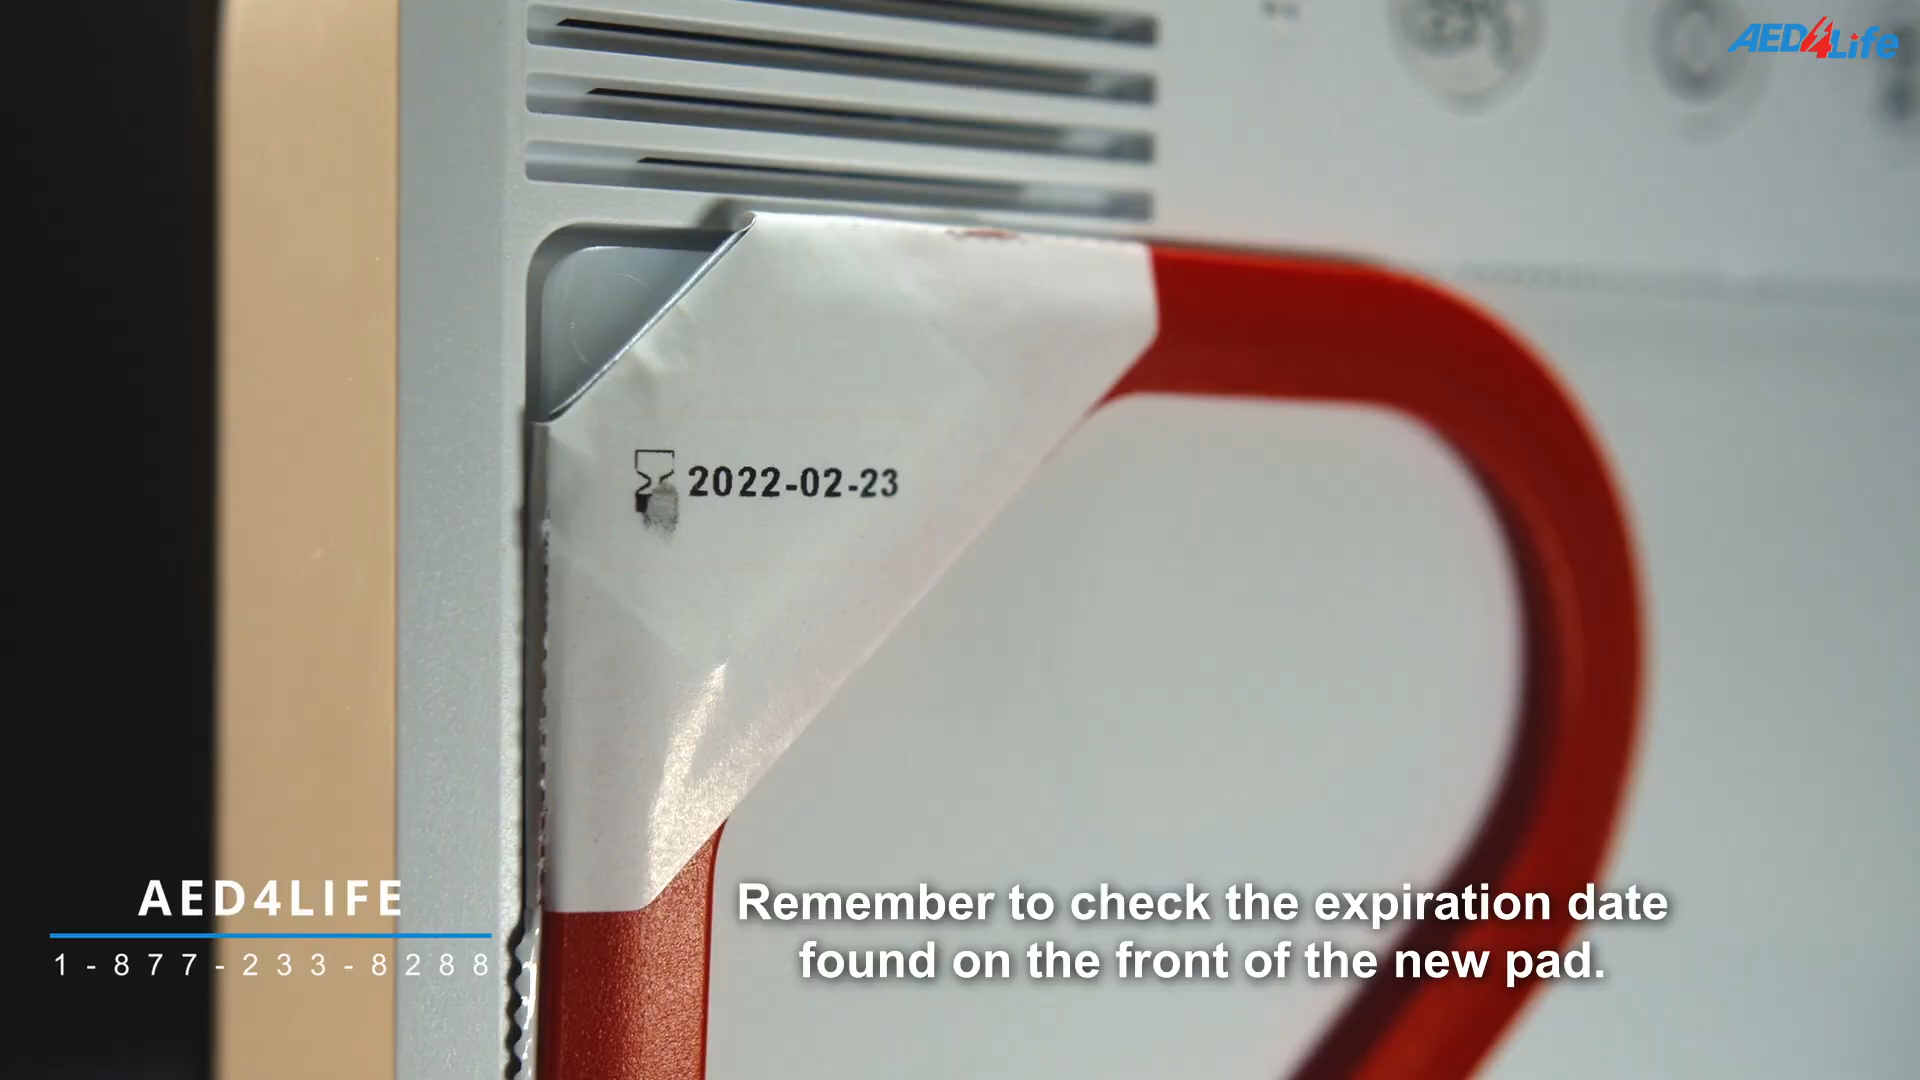 AED4Life
2022-02-23
AED4LIFE
1-877-233-8288
Remember to check the expiration date
found on the front of the new pad.